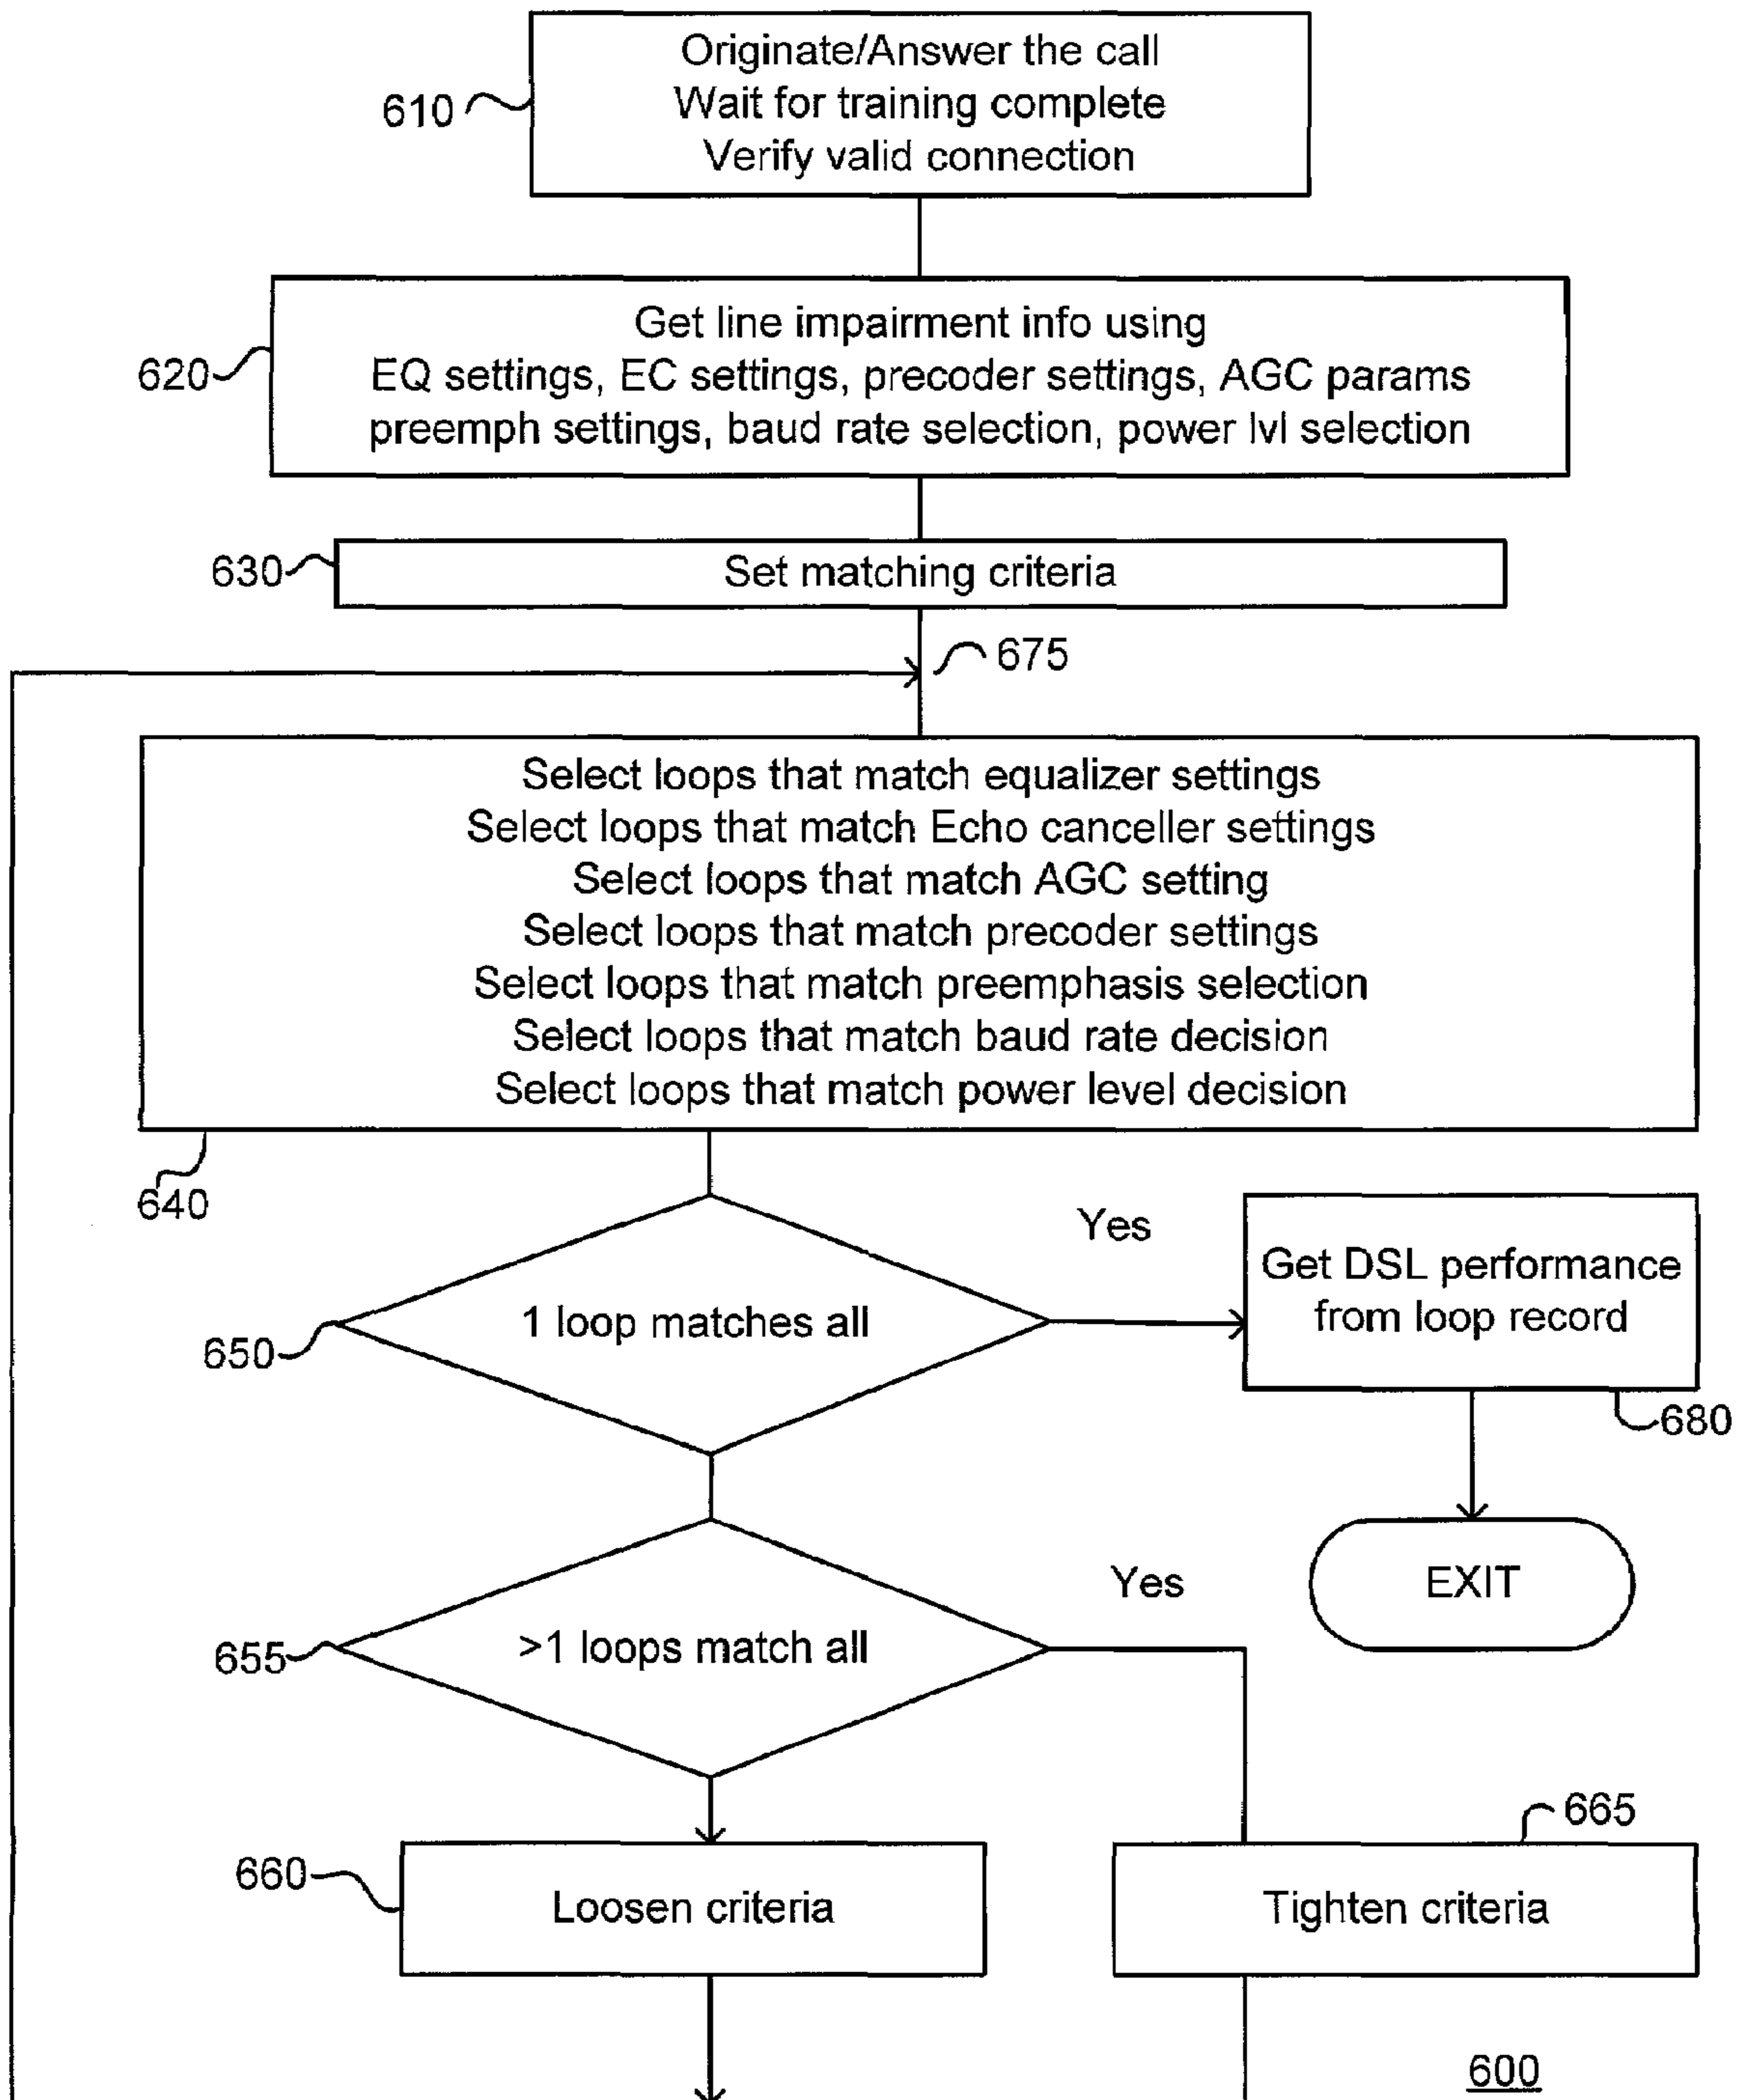 Originate/Answer the call
Wait for training complete
Verify valid connection
610
Get line impairment info using
EQ settings, EC settings, precoder settings, AGC params
preemph settings, baud rate selection, power lvl selection
620
630
Set matching criteria
675
Select loops that match equalizer settings
Select loops that match Echo canceller settings
Select loops that match AGC setting
Select loops that match precoder settings
Select loops that match preemphasis selection
Select loops that match baud rate decision
Select loops that match power level decision
640
Yes
1 loop matches all
650
Get DSL performance
from loop record
680
Yes
EXIT
>1 loops match all
655
665
660
Loosen criteria
Tighten criteria
600